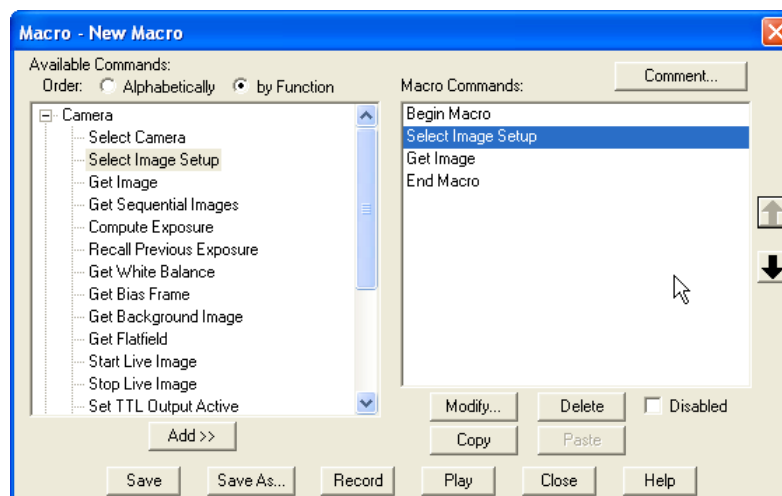 Macro - New Macro
Available Commands:
Order: Alphabetically by Function
Camera
Select Camera
Select Image Setup
Get Image
Get Sequential Images
Compute Exposure
Recall Previous Exposure
Get White Balance
Get Bias Frame
Get Background Image
Get Flatfield
Start Live Image
Stop Live Image
Set TTL Output Active
Add >>
Macro Commands:
Comment...
Begin Macro
Select Image Setup
Get Image
End Macro
Modify...
Delete
Disabled
Copy
Paste
Save
Save As...
Record
Play
Close
Help